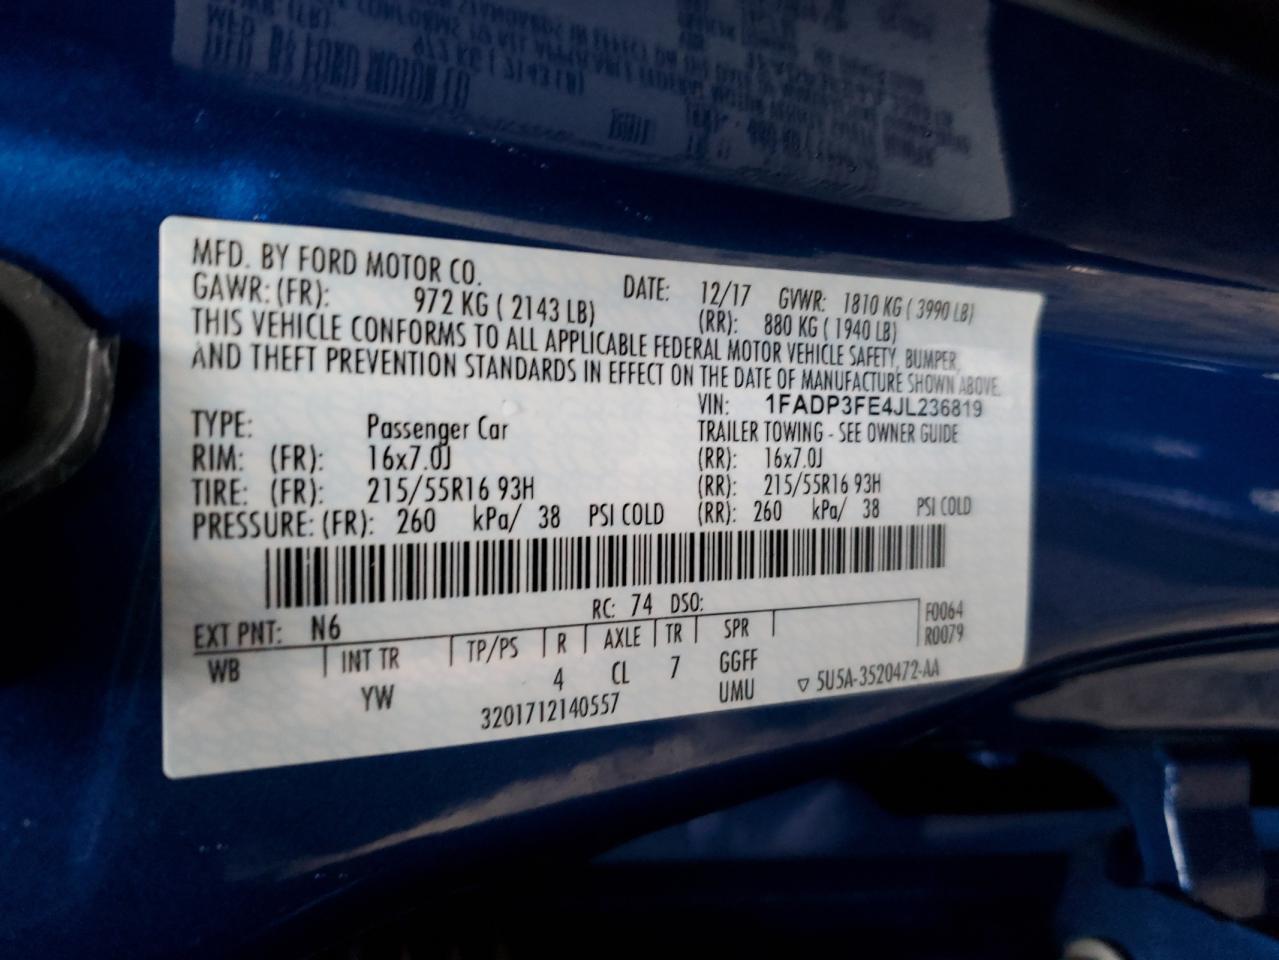 MFD. BY FORD MOTOR CO.
DATE: 12/17 GVWR: 1810 KG ( 3990 LB)
GAWR: (FR): 972 KG ( 2143 LB) (RR): 880 KG ( 1940 LB)
THIS VEHICLE CONFORMS TO ALL APPLICABLE FEDERAL MOTOR VEHICLE SAFETY, BUMPER,
AND THEFT PREVENTION STANDARDS IN EFFECT ON THE DATE OF MANUFACTURE SHOWN ABOVE.
VIN: 1FADP3FE4JL236819
TYPE: Passenger Car TRAILER TOWING - SEE OWNER GUIDE
RIM: (FR): 16x7.0J (RR): 16x7.0J
TIRE: (FR): 215/55R16 93H (RR): 215/55R16 93H
PRESSURE: (FR): 260 kPa/ 38 PSI COLD (RR): 260 kPa/ 38 PSI COLD
EXT PNT: N6 RC: 74 DSO: F0064
WB INT TR TP/PS R AXLE TR SPR R0079
YW 4 CL 7 GGFF
UMU ▽ 5U5A-3520472-AA
3201712140557